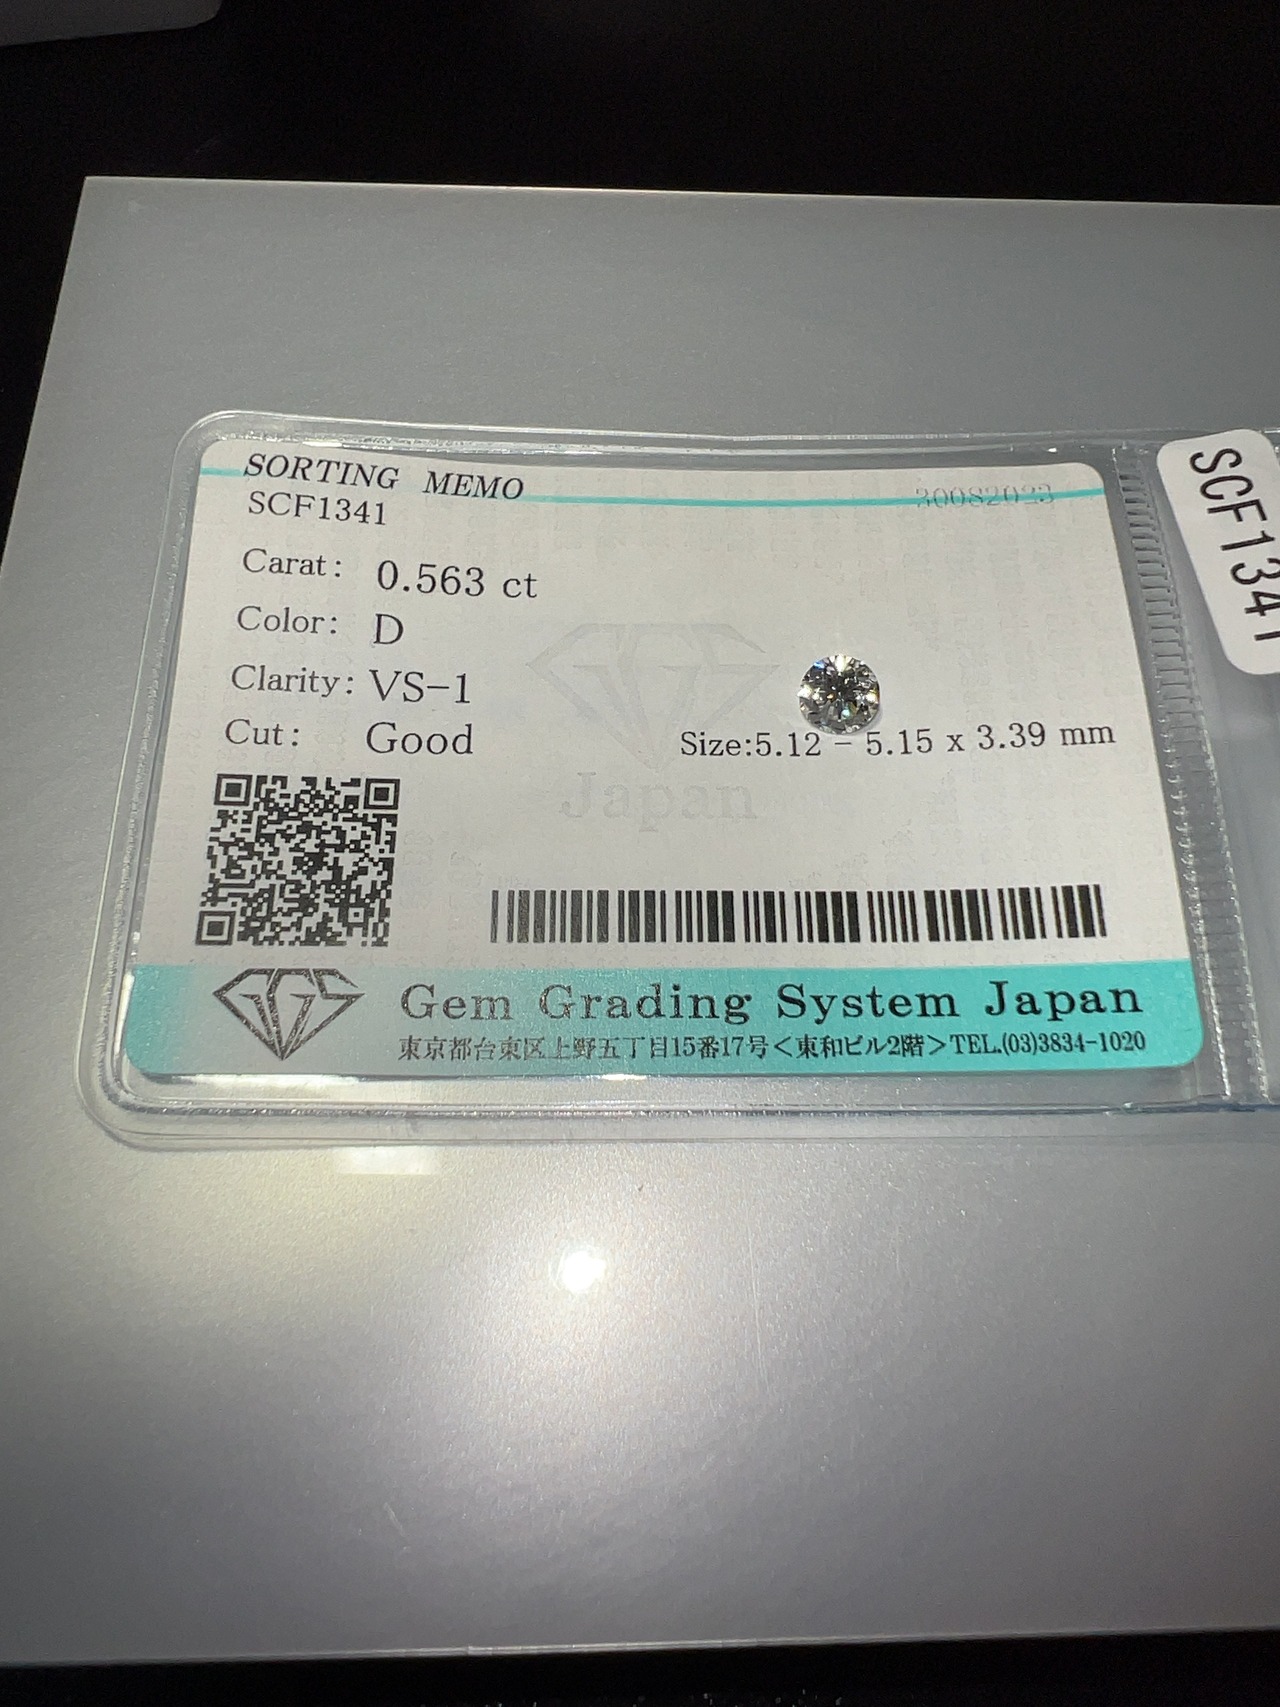 SORTING MEMO
30082023
SCF1341
Carat: 0.563 ct
Color: D
Clarity: VS-1
Cut: Good
Size:5.12 - 5.15 x 3.39 mm
GGS
Japan
GGS
Gem Grading System Japan
東京都台東区上野五丁目15番17号<東和ビル2階>TEL.(03)3834-1020
SCF1341